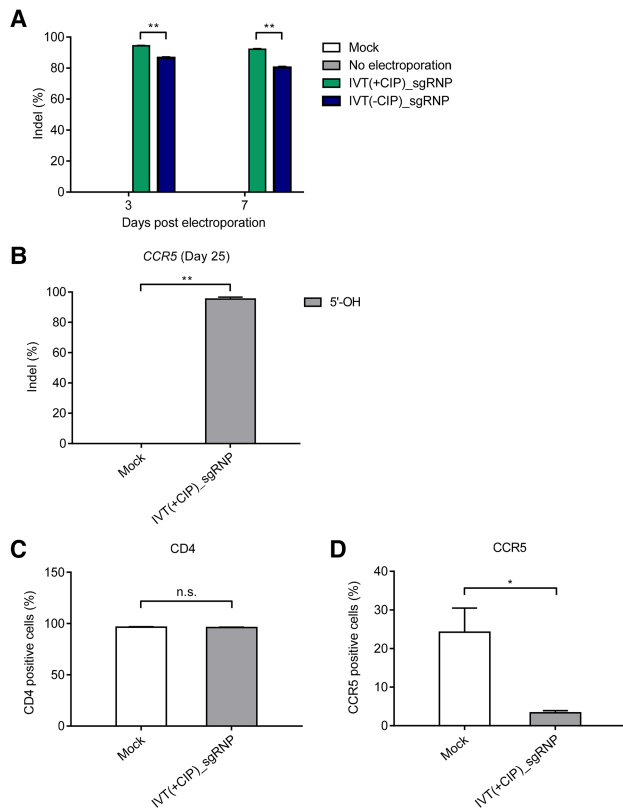 A
**
**
100
80
60
40
20
0
Indel (%)
3
7
Days post electroporation
Mock
No electroporation
IVT(+CIP)_sgRNP
IVT(-CIP)_sgRNP
B
CCR5 (Day 25)
**
100
80
60
40
20
0
Indel (%)
Mock
IVT(+CIP)_sgRNP
5'-OH
C
CD4
n.s.
150
100
50
0
CD4 positive cells (%)
Mock
IVT(+CIP)_sgRNP
D
CCR5
*
40
30
20
10
0
CCR5 positive cells (%)
Mock
IVT(+CIP)_sgRNP